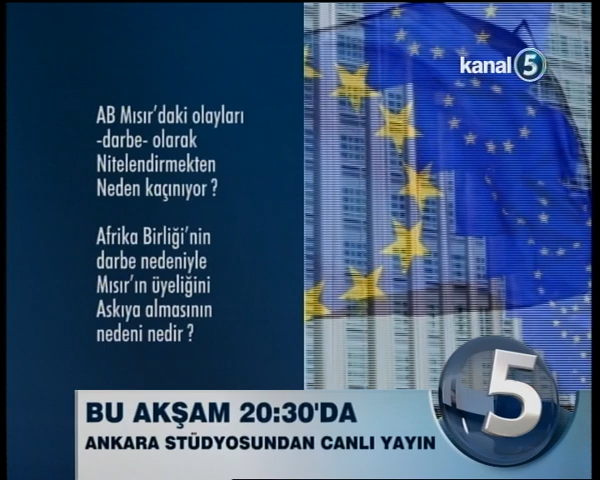 kanal 5
AB Mısır'daki olayları
-darbe- olarak
Nitelendirmekten
Neden kaçınıyor ?
Afrika Birliği'nin
darbe nedeniyle
Mısır'ın üyeliğini
Askıya almasının
nedeni nedir ?
5
BU AKŞAM 20:30'DA
ANKARA STÜDYOSUNDAN CANLI YAYIN